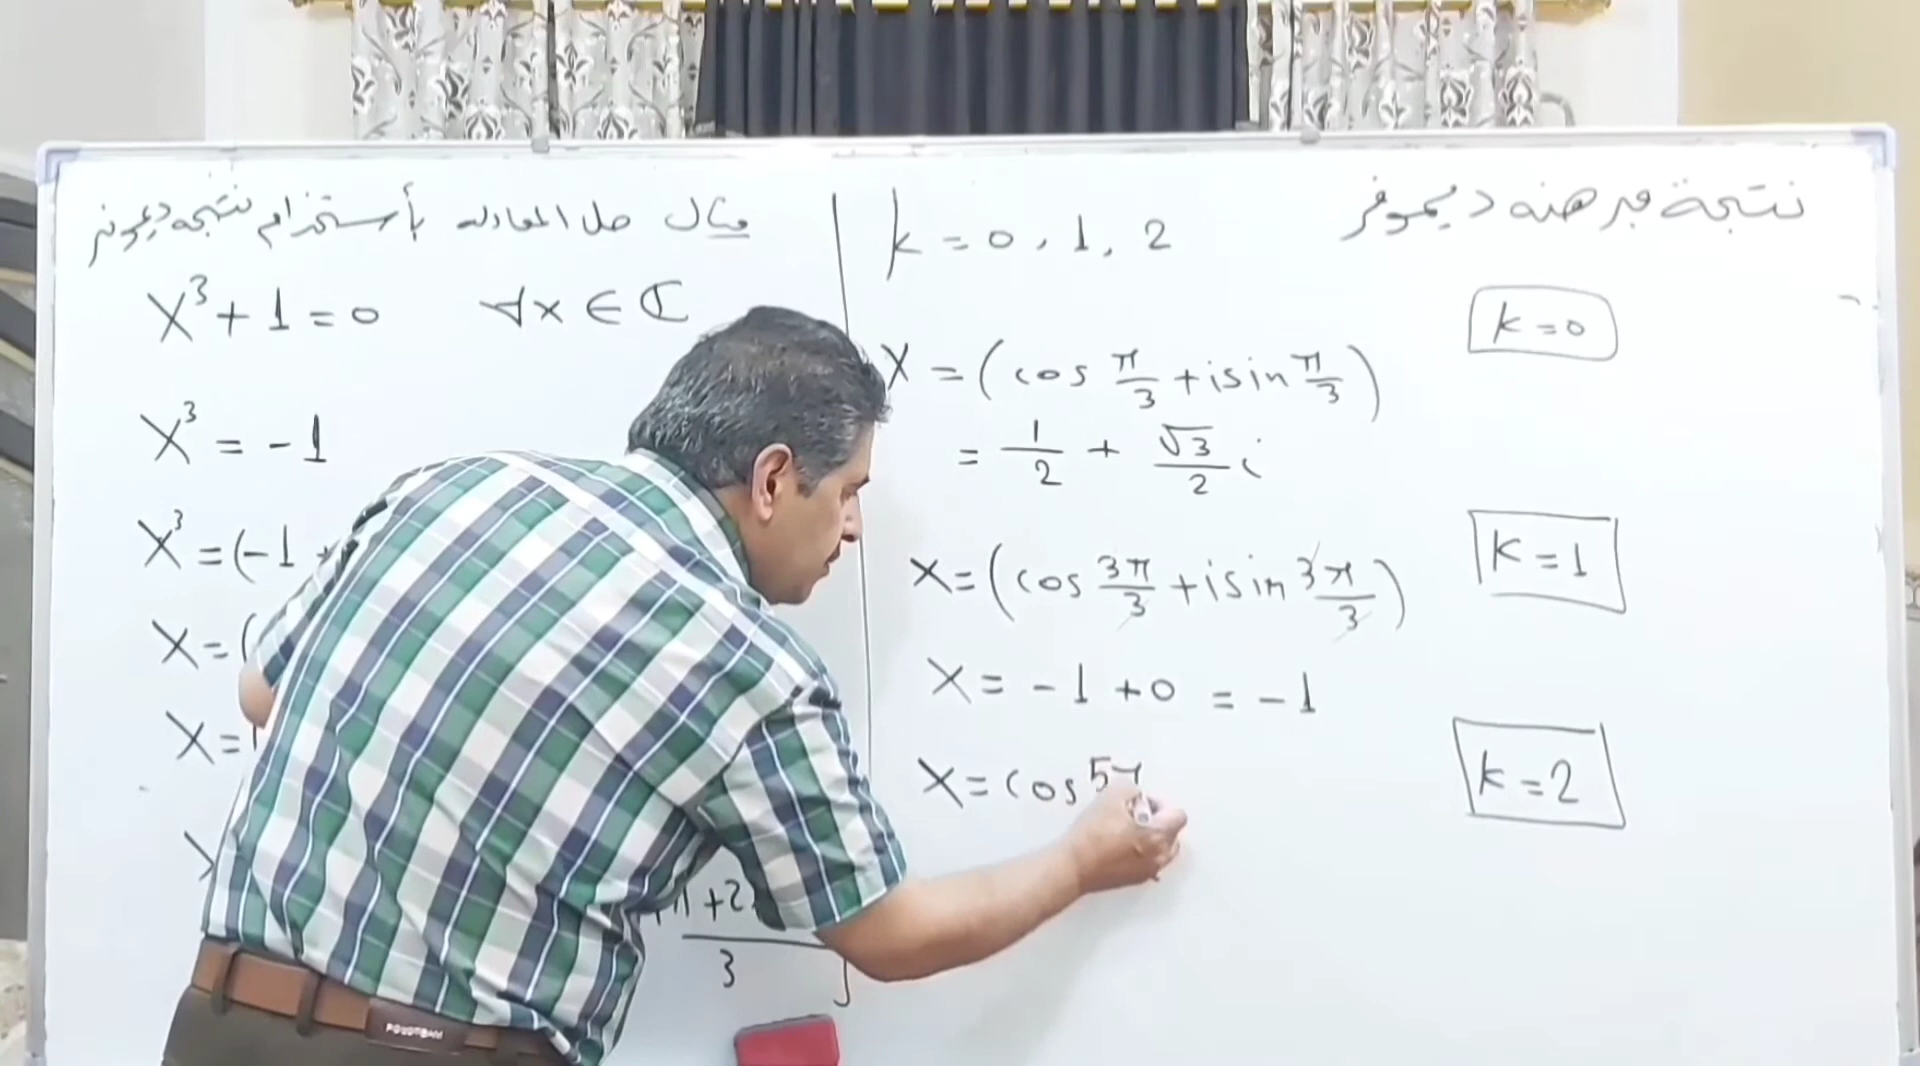 نتيجة مبرهنة ديموفر
مثال حل المعادله بأستخدام نتيجه ديموفر
X³ + 1 = 0 ∀x ∈ ℂ
X³ = -1
X³ = (-1 +
X = (
X =
π + 2
3
k = 0, 1, 2
k = 0
X = (cos π/3 + i sin π/3)
= 1/2 + √3/2 i
k = 1
X = (cos 3π/3 + i sin 3π/3)
X = -1 + 0 = -1
k = 2
X = cos 5π